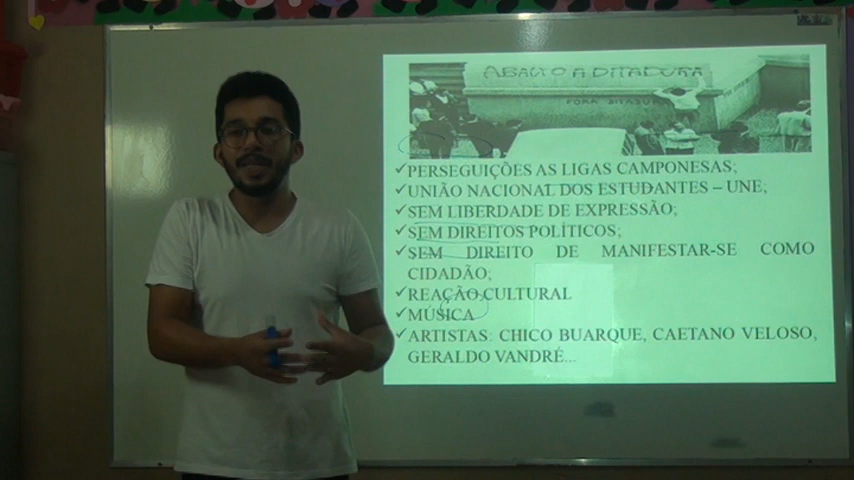 ABAIXO A DITADURA
FORA DITADURA
PERSEGUIÇÕES AS LIGAS CAMPONESAS;
UNIÃO NACIONAL DOS ESTUDANTES – UNE;
SEM LIBERDADE DE EXPRESSÃO;
SEM DIREITOS POLÍTICOS;
SEM DIREITO DE MANIFESTAR-SE COMO
CIDADÃO;
REAÇÃO CULTURAL
MÚSICA
ARTISTAS: CHICO BUARQUE, CAETANO VELOSO,
GERALDO VANDRÉ...